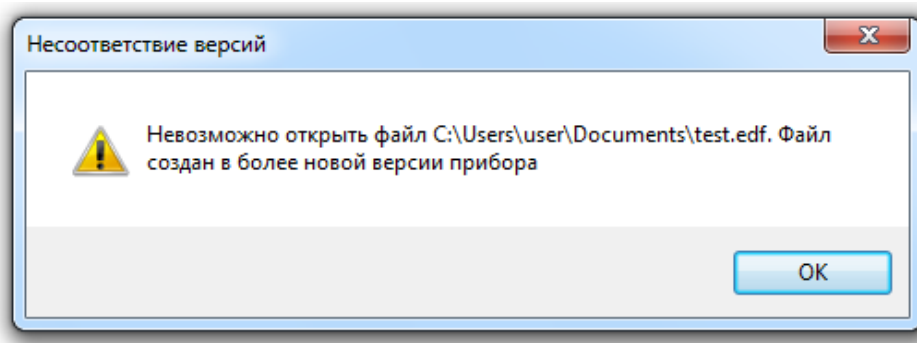 Несоответствие версий
Невозможно открыть файл C:\Users\user\Documents\test.edf. Файл
создан в более новой версии прибора
OK